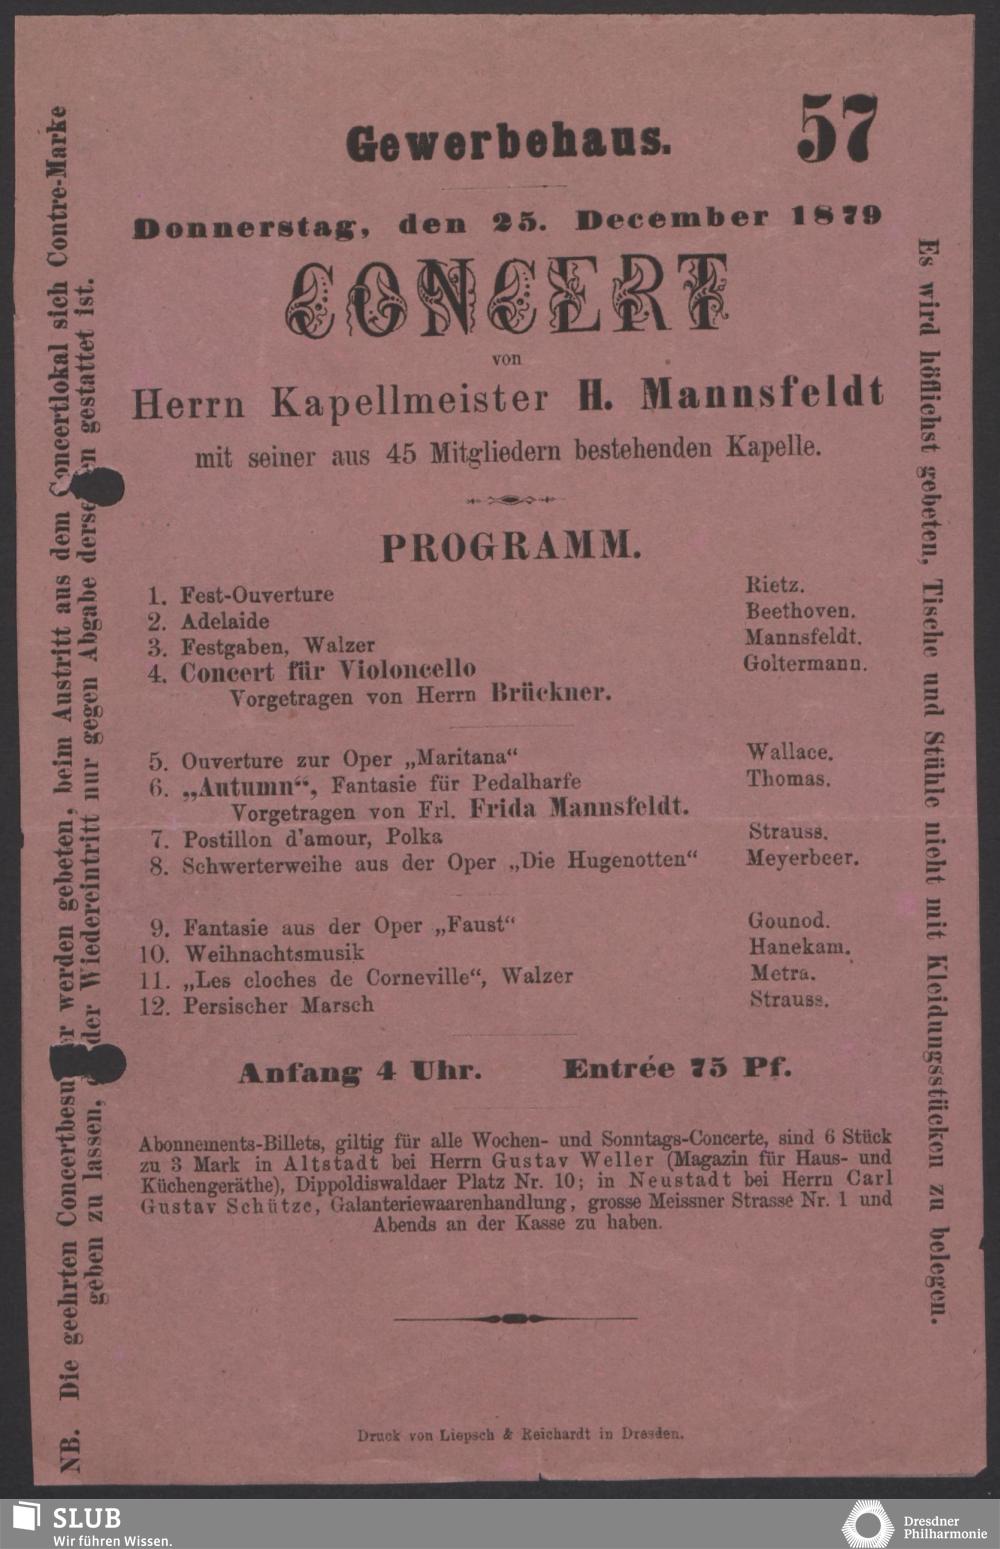 57
Gewerbehaus.
Donnerstag, den 25. December 1879
CONCERT
von
Herrn Kapellmeister H. Mannsfeldt
mit seiner aus 45 Mitgliedern bestehenden Kapelle.
PROGRAMM.
1. Fest-Ouverture Rietz.
2. Adelaide Beethoven.
3. Festgaben, Walzer Mannsfeldt.
4. Concert für Violoncello Goltermann.
Vorgetragen von Herrn Brückner.
5. Ouverture zur Oper „Maritana“ Wallace.
6. „Autumn“, Fantasie für Pedalharfe Thomas.
Vorgetragen von Frl. Frida Mannsfeldt.
7. Postillon d'amour, Polka Strauss.
8. Schwerterweihe aus der Oper „Die Hugenotten“ Meyerbeer.
9. Fantasie aus der Oper „Faust“ Gounod.
10. Weihnachtsmusik Hanekam.
11. „Les cloches de Corneville“, Walzer Metra.
12. Persischer Marsch Strauss.
Anfang 4 Uhr. Entrée 75 Pf.
Abonnements-Billets, giltig für alle Wochen- und Sonntags-Concerte, sind 6 Stück
zu 3 Mark in Altstadt bei Herrn Gustav Weller (Magazin für Haus- und
Küchengeräthe), Dippoldiswaldaer Platz Nr. 10; in Neustadt bei Herrn Carl
Gustav Schütze, Galanteriewaarenhandlung, grosse Meissner Strasse Nr. 1 und
Abends an der Kasse zu haben.
Druck von Liepsch & Reichardt in Dresden.
NB. Die geehrten Concertbesu er werden gebeten, beim Austritt aus dem Concertlokal sich Contre-Marke
geben zu lassen, der Wiedereintritt nur gegen Abgabe derse en gestattet ist.
Es wird höflichst gebeten, Tische und Stühle nicht mit Kleidungsstücken zu belegen.
SLUB
Wir führen Wissen.
Dresdner
Philharmonie